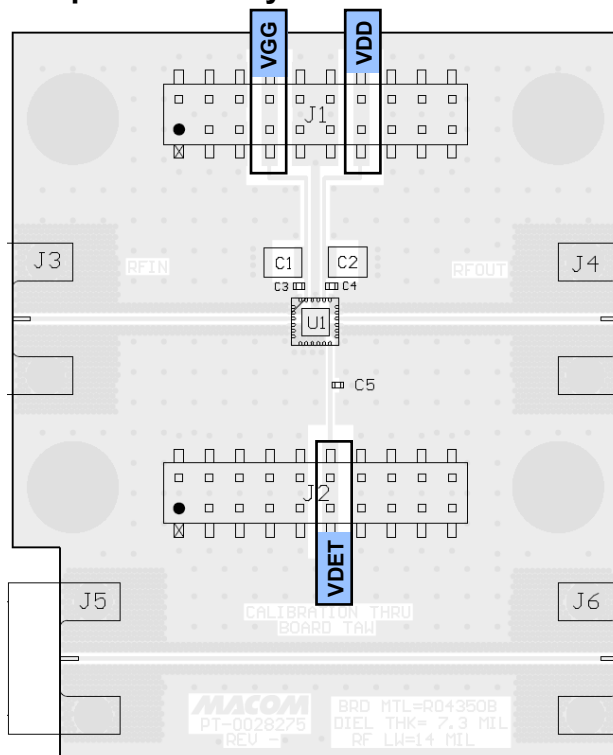 VGG
VDD
J1
J3
RFIN
C1
C2
RFOUT
J4
C3
C4
U1
C5
J2
VDET
J5
CALIBRATION THRU
BOARD TAW
J6
MACOM
PT-0028275
REV -
BRD MTL=RO4350B
DIEL THK= 7.3 MIL
RF LW=14 MIL